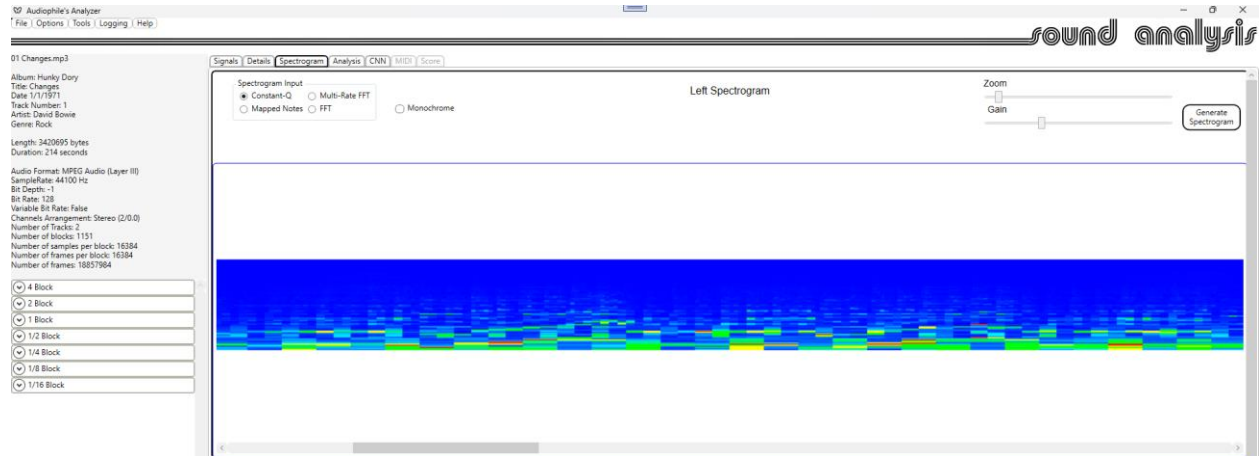 Audiophile's Analyzer
File Options Tools Logging Help
sound analysis
01 Changes.mp3
Album: Hunky Dory
Title: Changes
Date 1/1/1971
Track Number: 1
Artist: David Bowie
Genre: Rock
Length: 3420695 bytes
Duration: 214 seconds
Audio Format: MPEG Audio (Layer III)
SampleRate: 44100 Hz
Bit Depth: -1
Bit Rate: 128
Variable Bit Rate: False
Channels Arrangement: Stereo (2/0.0)
Number of Tracks: 2
Number of blocks: 1151
Number of samples per block: 16384
Number of frames per block: 16384
Number of frames: 18857984
4 Block
2 Block
1 Block
1/2 Block
1/4 Block
1/8 Block
1/16 Block
Signals Details Spectrogram Analysis CNN MIDI Score
Spectrogram Input
Constant-Q Multi-Rate FFT
Mapped Notes FFT
Monochrome
Left Spectrogram
Zoom
Gain
Generate
Spectrogram